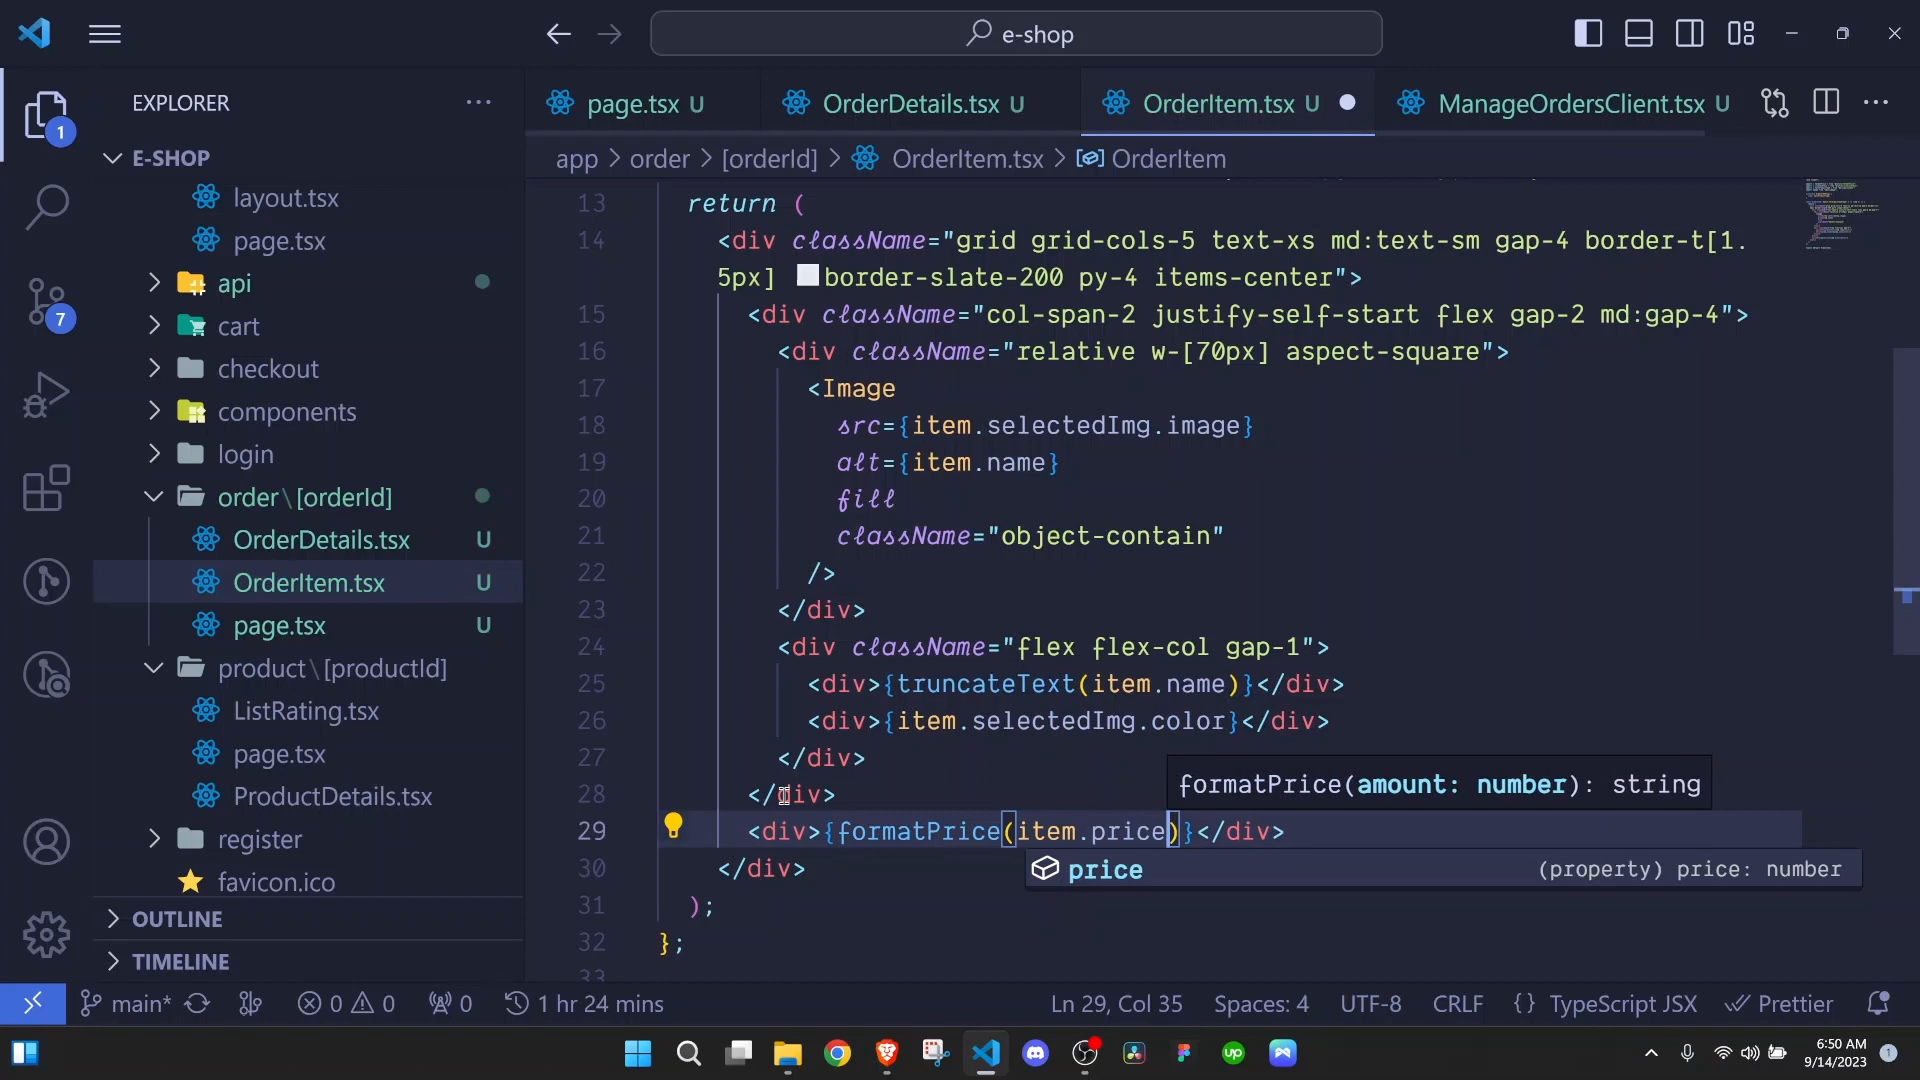 e-shop
EXPLORER
E-SHOP
layout.tsx
page.tsx
api
cart
checkout
components
login
order\[orderId]
OrderDetails.tsx U
OrderItem.tsx U
page.tsx U
product\[productId]
ListRating.tsx
page.tsx
ProductDetails.tsx
register
favicon.ico
OUTLINE
TIMELINE
1
7
page.tsx U
OrderDetails.tsx U
OrderItem.tsx U
ManageOrdersClient.tsx U
app > order > [orderId] > OrderItem.tsx > OrderItem
13 return (
14 <div className="grid grid-cols-5 text-xs md:text-sm gap-4 border-t[1.
5px] border-slate-200 py-4 items-center">
15 <div className="col-span-2 justify-self-start flex gap-2 md:gap-4">
16 <div className="relative w-[70px] aspect-square">
17 <Image
18 src={item.selectedImg.image}
19 alt={item.name}
20 fill
21 className="object-contain"
22 />
23 </div>
24 <div className="flex flex-col gap-1">
25 <div>{truncateText(item.name)}</div>
26 <div>{item.selectedImg.color}</div>
27 </div>
formatPrice(amount: number): string
28 </div>
29 <div>{formatPrice(item.price)}</div>
price (property) price: number
30 </div>
31 );
32 };
33
main* 0 0 0 1 hr 24 mins Ln 29, Col 35 Spaces: 4 UTF-8 CRLF {} TypeScript JSX Prettier
up
6:50 AM
9/14/2023
1